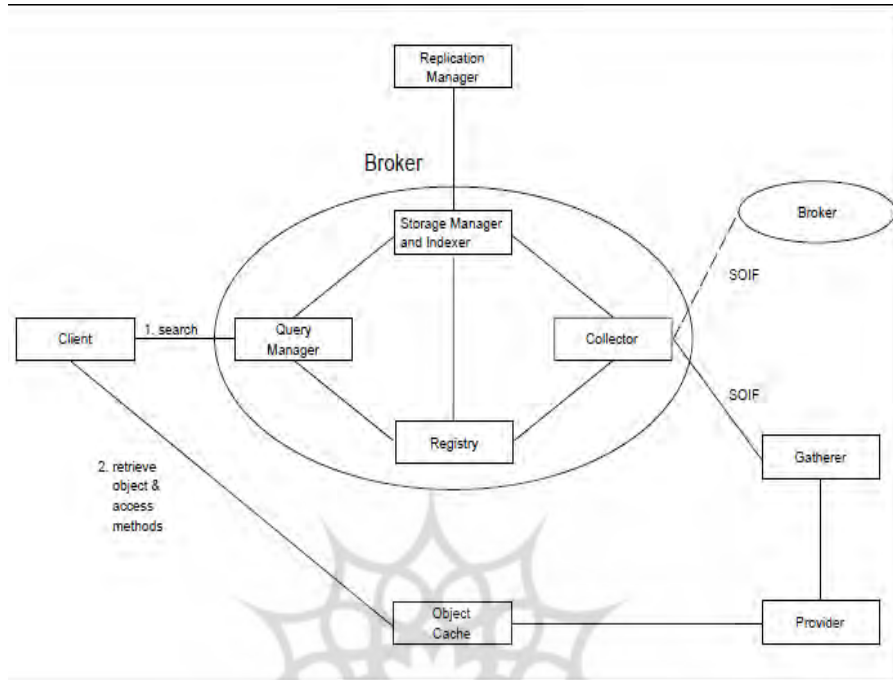 Replication
Manager
Broker
Storage Manager
and Indexer
Broker
SOIF
Client
1. search
Query
Manager
Collector
SOIF
Registry
Gatherer
2. retrieve
object &
access
methods
Object
Cache
Provider